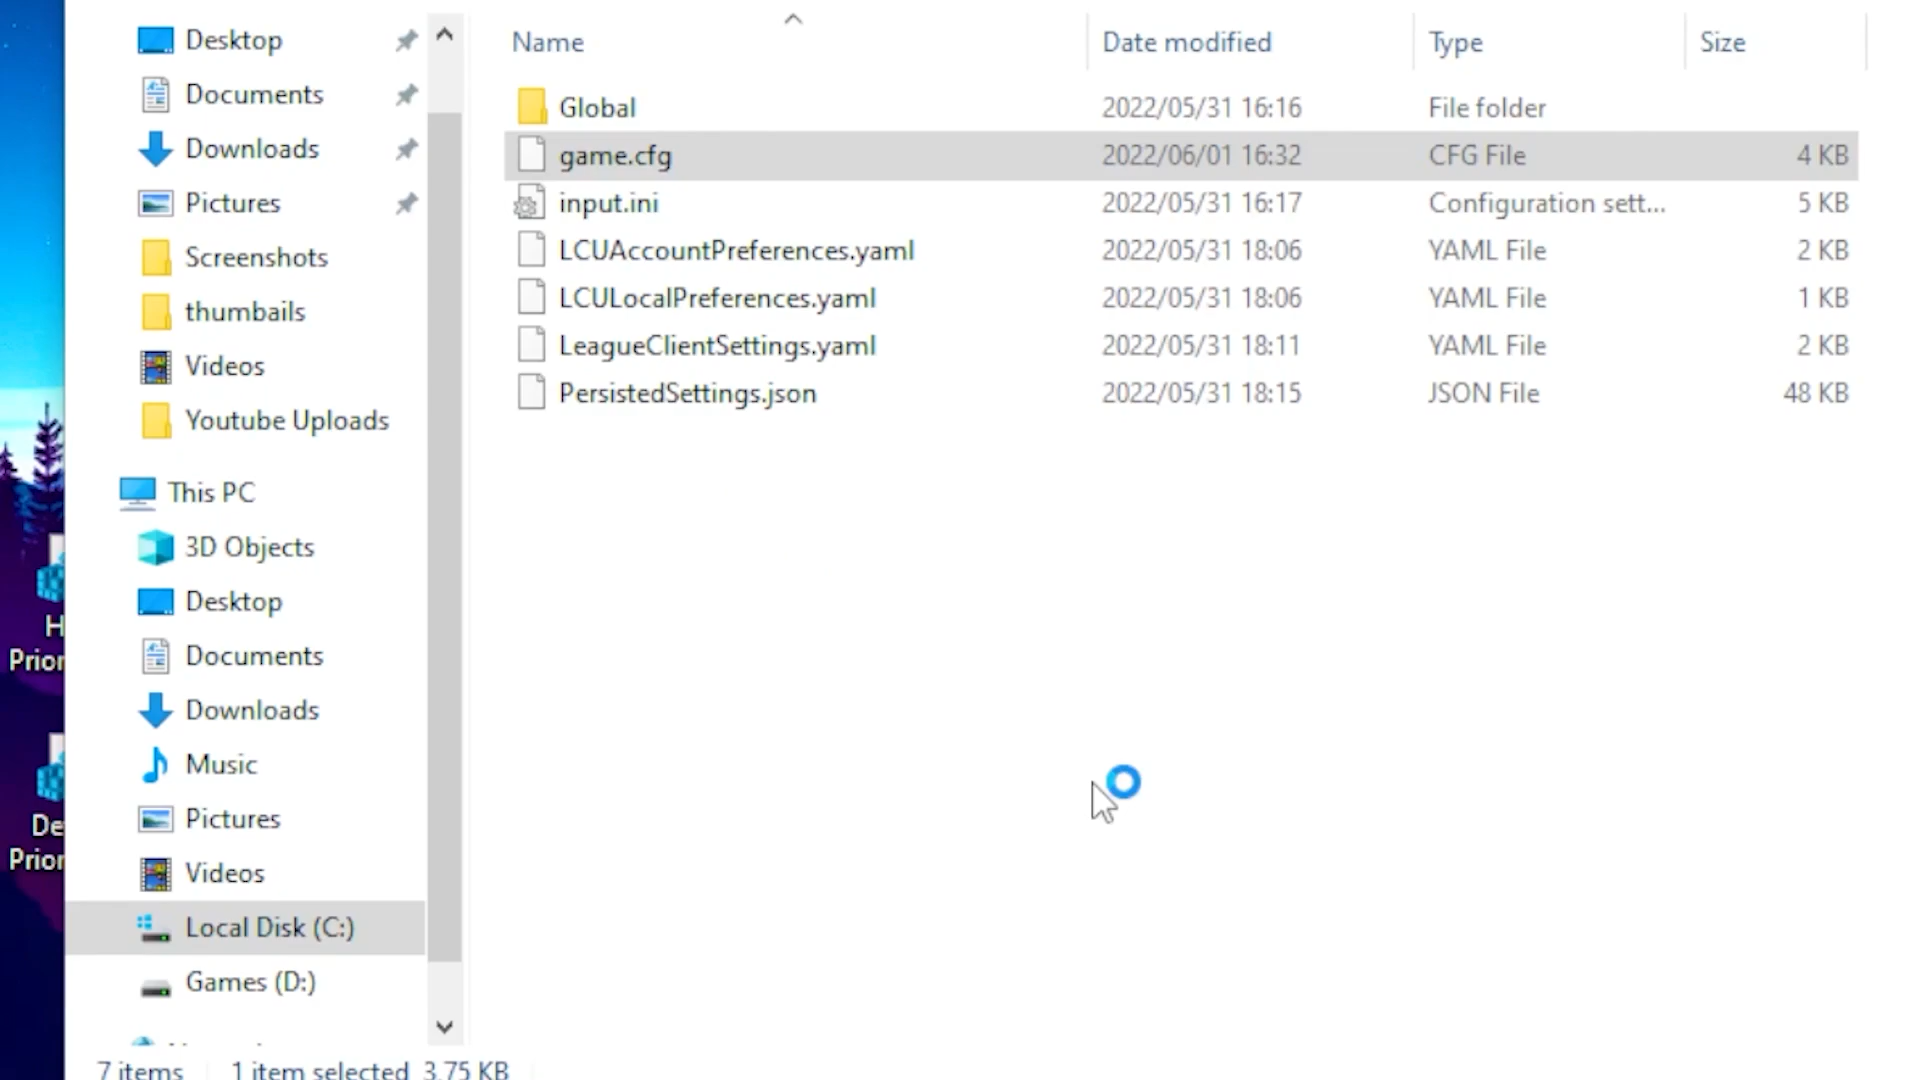 Desktop
Documents
Downloads
Pictures
Screenshots
thumbails
Videos
Youtube Uploads
This PC
3D Objects
Desktop
Documents
Downloads
Music
Pictures
Videos
Local Disk (C:)
Games (D:)
Name Date modified Type Size
Global 2022/05/31 16:16 File folder
game.cfg 2022/06/01 16:32 CFG File 4 KB
input.ini 2022/05/31 16:17 Configuration sett... 5 KB
LCUAccountPreferences.yaml 2022/05/31 18:06 YAML File 2 KB
LCULocalPreferences.yaml 2022/05/31 18:06 YAML File 1 KB
LeagueClientSettings.yaml 2022/05/31 18:11 YAML File 2 KB
PersistedSettings.json 2022/05/31 18:15 JSON File 48 KB
H
Prior
De
Prior
7 items 1 item selected 3.75 KB